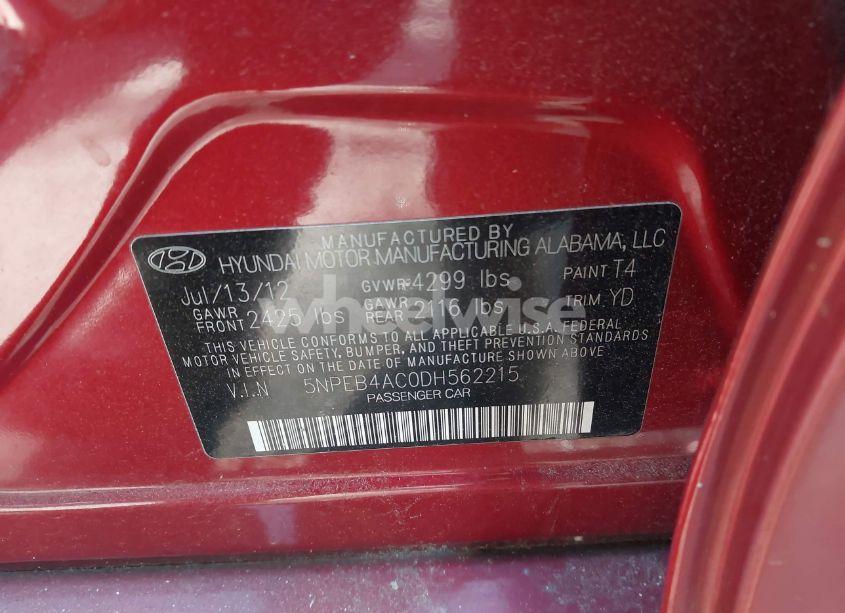 MANUFACTURED BY
HYUNDAI MOTOR MANUFACTURING ALABAMA, LLC
Jul/13/12 GVWR 4299 lbs PAINT T4
GAWR FRONT 2425 lbs GAWR REAR 2116 lbs TRIM YD
THIS VEHICLE CONFORMS TO ALL APPLICABLE U.S.A. FEDERAL
MOTOR VEHICLE SAFETY, BUMPER, AND THEFT PREVENTION STANDARDS
IN EFFECT ON THE DATE OF MANUFACTURE SHOWN ABOVE.
V.I.N 5NPEB4AC0DH562215
PASSENGER CAR
wheelwise